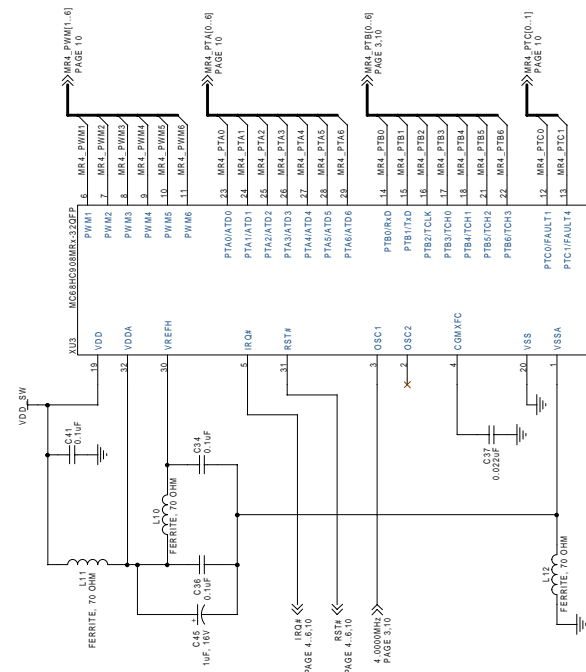 MR4_PWM[1..6]
PAGE 10
MR4_PTA[0..6]
PAGE 10
MR4_PTB[0..6]
PAGE 3,10
MR4_PTC[0..1]
PAGE 10
MR4_PWM1
MR4_PWM2
MR4_PWM3
MR4_PWM4
MR4_PWM5
MR4_PWM6
MR4_PTA0
MR4_PTA1
MR4_PTA2
MR4_PTA3
MR4_PTA4
MR4_PTA5
MR4_PTA6
MR4_PTB0
MR4_PTB1
MR4_PTB2
MR4_PTB3
MR4_PTB4
MR4_PTB5
MR4_PTB6
MR4_PTC0
MR4_PTC1
6
7
8
9
10
11
23
24
25
26
27
28
29
14
15
16
17
18
21
22
12
13
MC68HC908MRx-32QFP
PWM1
PWM2
PWM3
PWM4
PWM5
PWM6
PTA0/ATD0
PTA1/ATD1
PTA2/ATD2
PTA3/ATD3
PTA4/ATD4
PTA5/ATD5
PTA6/ATD6
PTB0/RxD
PTB1/TxD
PTB2/TCLK
PTB3/TCH0
PTB4/TCH1
PTB5/TCH2
PTB6/TCH3
PTC0/FAULT1
PTC1/FAULT4
XU3
VDD
VDDA
VREFH
IRQ#
RST#
OSC1
OSC2
CGMXFC
VSS
VSSA
19
32
30
5
31
3
2
4
20
1
VDD_SW
C41
0.1uF
C34
0.1uF
L10
FERRITE, 70 OHM
L11
FERRITE, 70 OHM
C36
0.1uF
C45
+
1uF, 16V
C37
0.022uF
L12
FERRITE, 70 OHM
IRQ#
PAGE 4..6,10
RST#
PAGE 4..6,10
4.0000MHz
PAGE 3,10